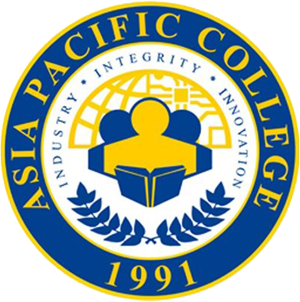 ASIA PACIFIC COLLEGE
INDUSTRY · INTEGRITY · INNOVATION
1991